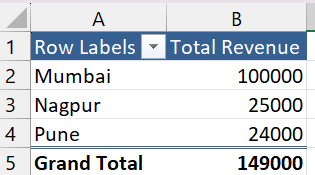 A B
1 Row Labels Total Revenue
2 Mumbai 100000
3 Nagpur 25000
4 Pune 24000
5 Grand Total 149000